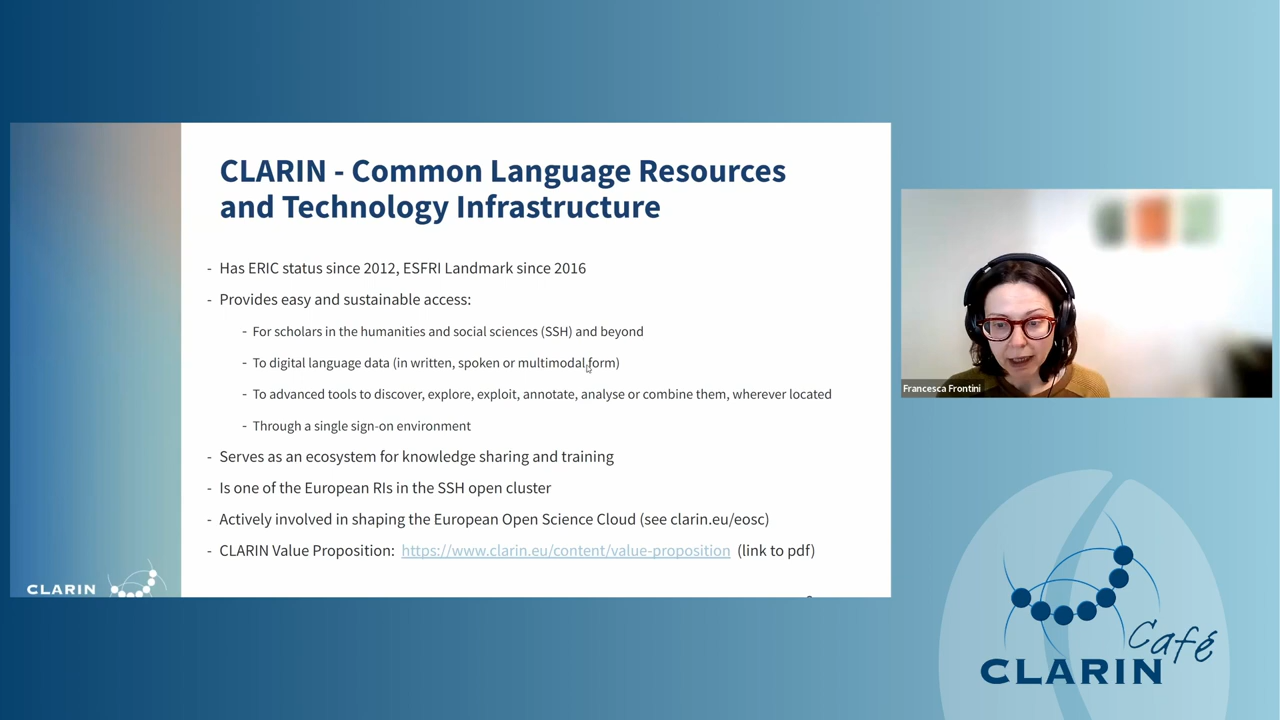 CLARIN - Common Language Resources
and Technology Infrastructure
- Has ERIC status since 2012, ESFRI Landmark since 2016
- Provides easy and sustainable access:
- For scholars in the humanities and social sciences (SSH) and beyond
- To digital language data (in written, spoken or multimodal form)
- To advanced tools to discover, explore, exploit, annotate, analyse or combine them, wherever located
- Through a single sign-on environment
- Serves as an ecosystem for knowledge sharing and training
- Is one of the European RIs in the SSH open cluster
- Actively involved in shaping the European Open Science Cloud (see clarin.eu/eosc)
- CLARIN Value Proposition: https://www.clarin.eu/content/value-proposition (link to pdf)
CLARIN
Francesca Frontini
Café
CLARIN